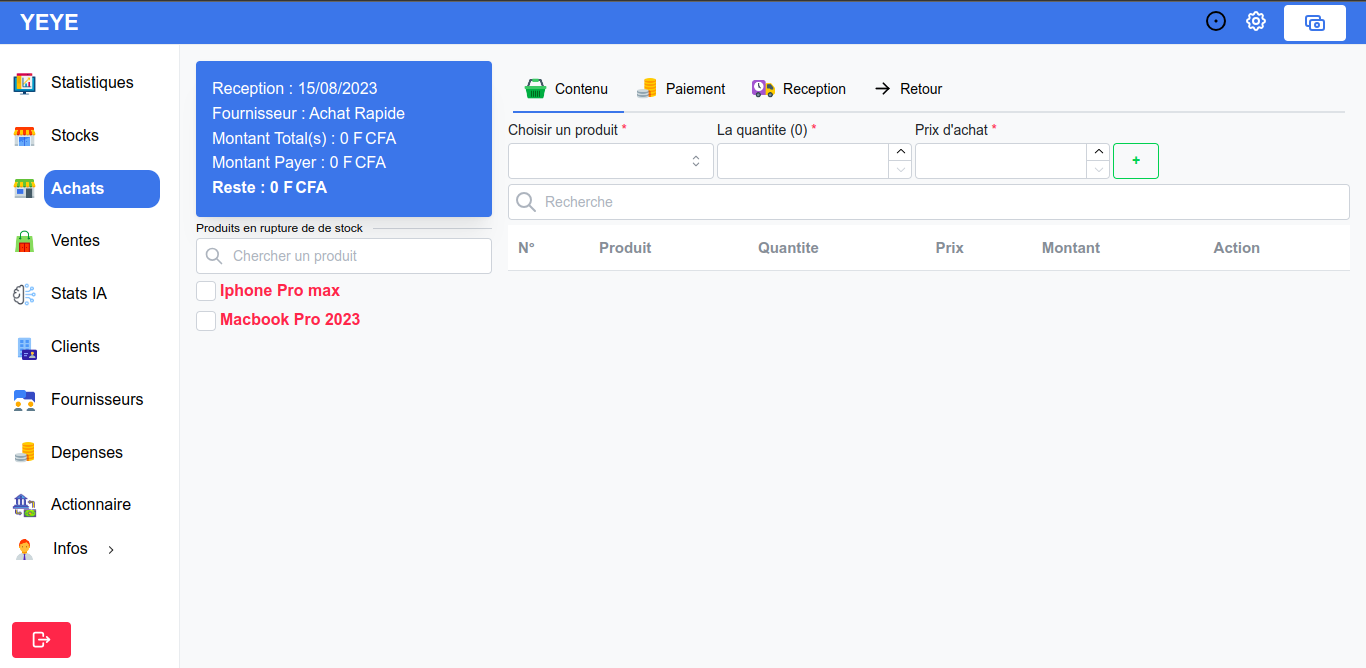 YEYE
Statistiques
Stocks
Achats
Ventes
Stats IA
Clients
Fournisseurs
Depenses
Actionnaire
Infos
Reception : 15/08/2023
Fournisseur : Achat Rapide
Montant Total(s) : 0 F CFA
Montant Payer : 0 F CFA
Reste : 0 F CFA
Produits en rupture de de stock
Chercher un produit
Iphone Pro max
Macbook Pro 2023
Contenu Paiement Reception Retour
Choisir un produit * La quantite (0) * Prix d'achat *
+
Recherche
N° Produit Quantite Prix Montant Action